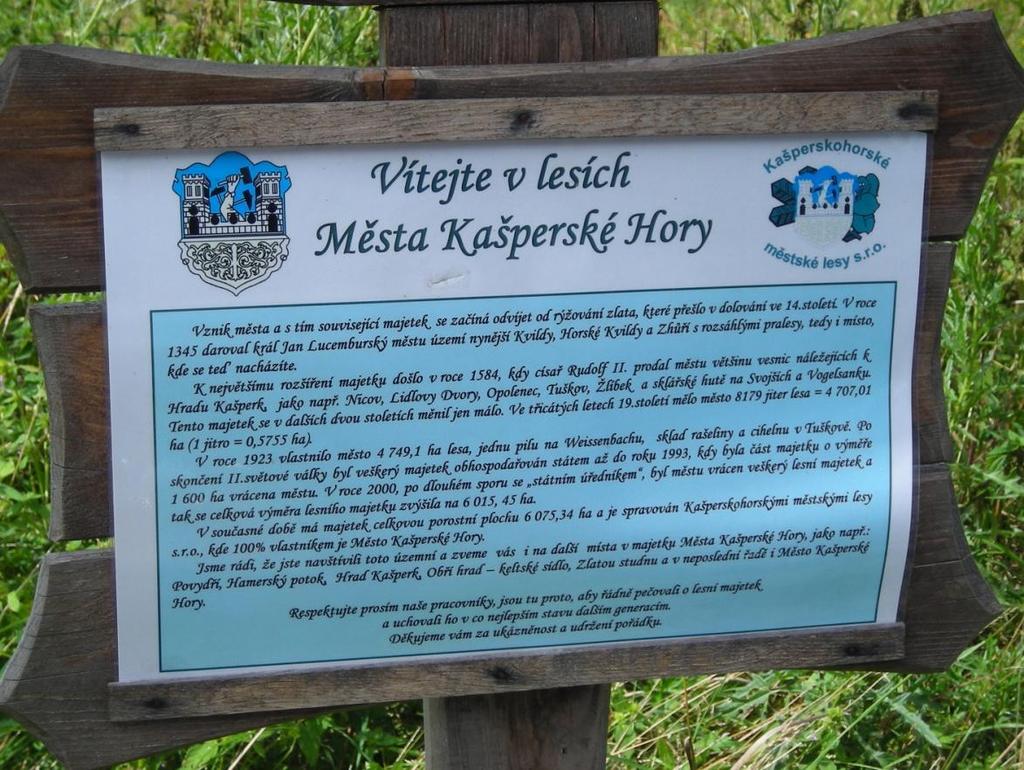 Vítejte v lesích
Města Kašperské Hory
Kašperskohorské
městské lesy s.r.o.
Vznik města a s tím související majetek se začíná odvíjet od rýžování zlata, které přešlo v dolování ve 14.století. V roce
1345 daroval král Jan Lucemburský městu území nynější Kvildy, Horské Kvildy a Zhůří s rozsáhlými pralesy, tedy i místo,
kde se teď nacházíte.
K největšímu rozšíření majetku došlo v roce 1584, kdy císař Rudolf II. prodal městu většinu vesnic náležejících k
Hradu Kašperk, jako např. Nicov, Lidlovy Dvory, Opolenec, Tuškov, Žlíbek a sklářské hutě na Svojších a Vogelsanku.
Tento majetek se v dalších dvou stoletích měnil jen málo. Ve třicátých letech 19.století mělo město 8179 jiter lesa = 4 707,01
ha (1 jitro = 0,5755 ha).
V roce 1923 vlastnilo město 4 749,1 ha lesa, jednu pilu na Weissenbachu, sklad rašeliny a cihelnu v Tuškově. Po
skončení II.světové války byl veškerý majetek obhospodařován státem až do roku 1993, kdy byla část majetku o výměře
1 600 ha vrácena městu. V roce 2000, po dlouhém sporu se „státním úředníkem“, byl městu vrácen veškerý lesní majetek a
tak se celková výměra lesního majetku zvýšila na 6 015, 45 ha.
V současné době má majetek celkovou porostní plochu 6 075,34 ha a je spravován Kašperskohorskými městskými lesy
s.r.o., kde 100% vlastníkem je Město Kašperské Hory.
Jsme rádi, že jste navštívili toto územní a zveme vás i na další místa v majetku Města Kašperské Hory, jako např.:
Povydří, Hamerský potok, Hrad Kašperk, Obří hrad – keltské sídlo, Zlatou studnu a v neposlední řadě i Město Kašperské
Hory.
Respektujte prosím naše pracovníky, jsou tu proto, aby řádně pečovali o lesní majetek
a uchovali ho v co nejlepším stavu dalším generacím.
Děkujeme vám za ukázněnost a udržení pořádku.